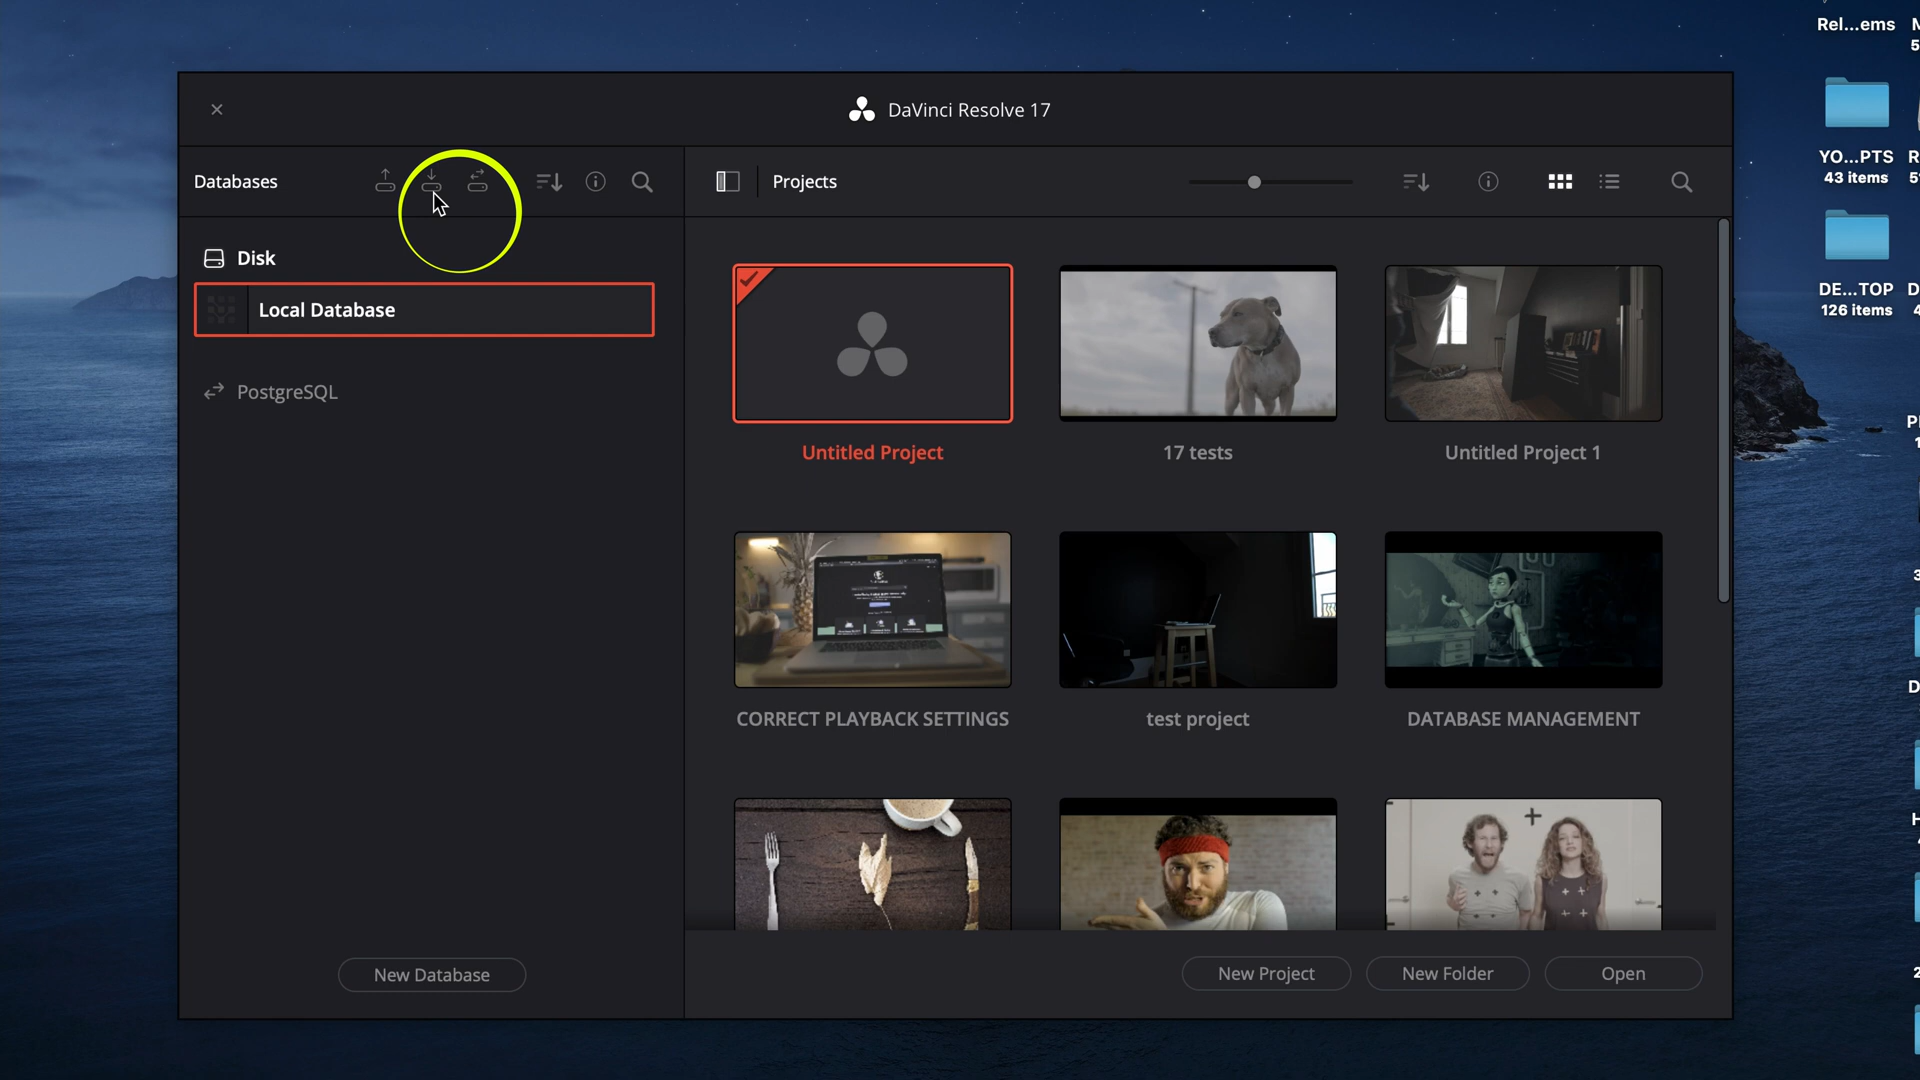 DaVinci Resolve 17
Databases
Projects
Disk
Local Database
PostgreSQL
Untitled Project
17 tests
Untitled Project 1
CORRECT PLAYBACK SETTINGS
test project
DATABASE MANAGEMENT
New Database
New Project
New Folder
Open
Rel...ems
YO...PTS
43 items
DE...TOP
126 items